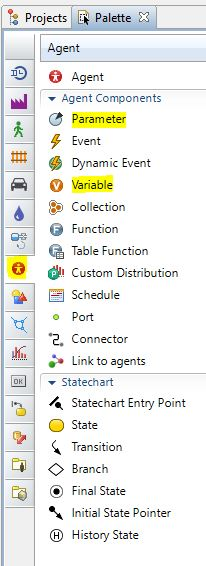 Projects
Palette
Agent
Agent
Agent Components
Parameter
Event
Dynamic Event
Variable
Collection
Function
Table Function
Custom Distribution
Schedule
Port
Connector
Link to agents
Statechart
Statechart Entry Point
State
Transition
Branch
Final State
Initial State Pointer
History State
OK